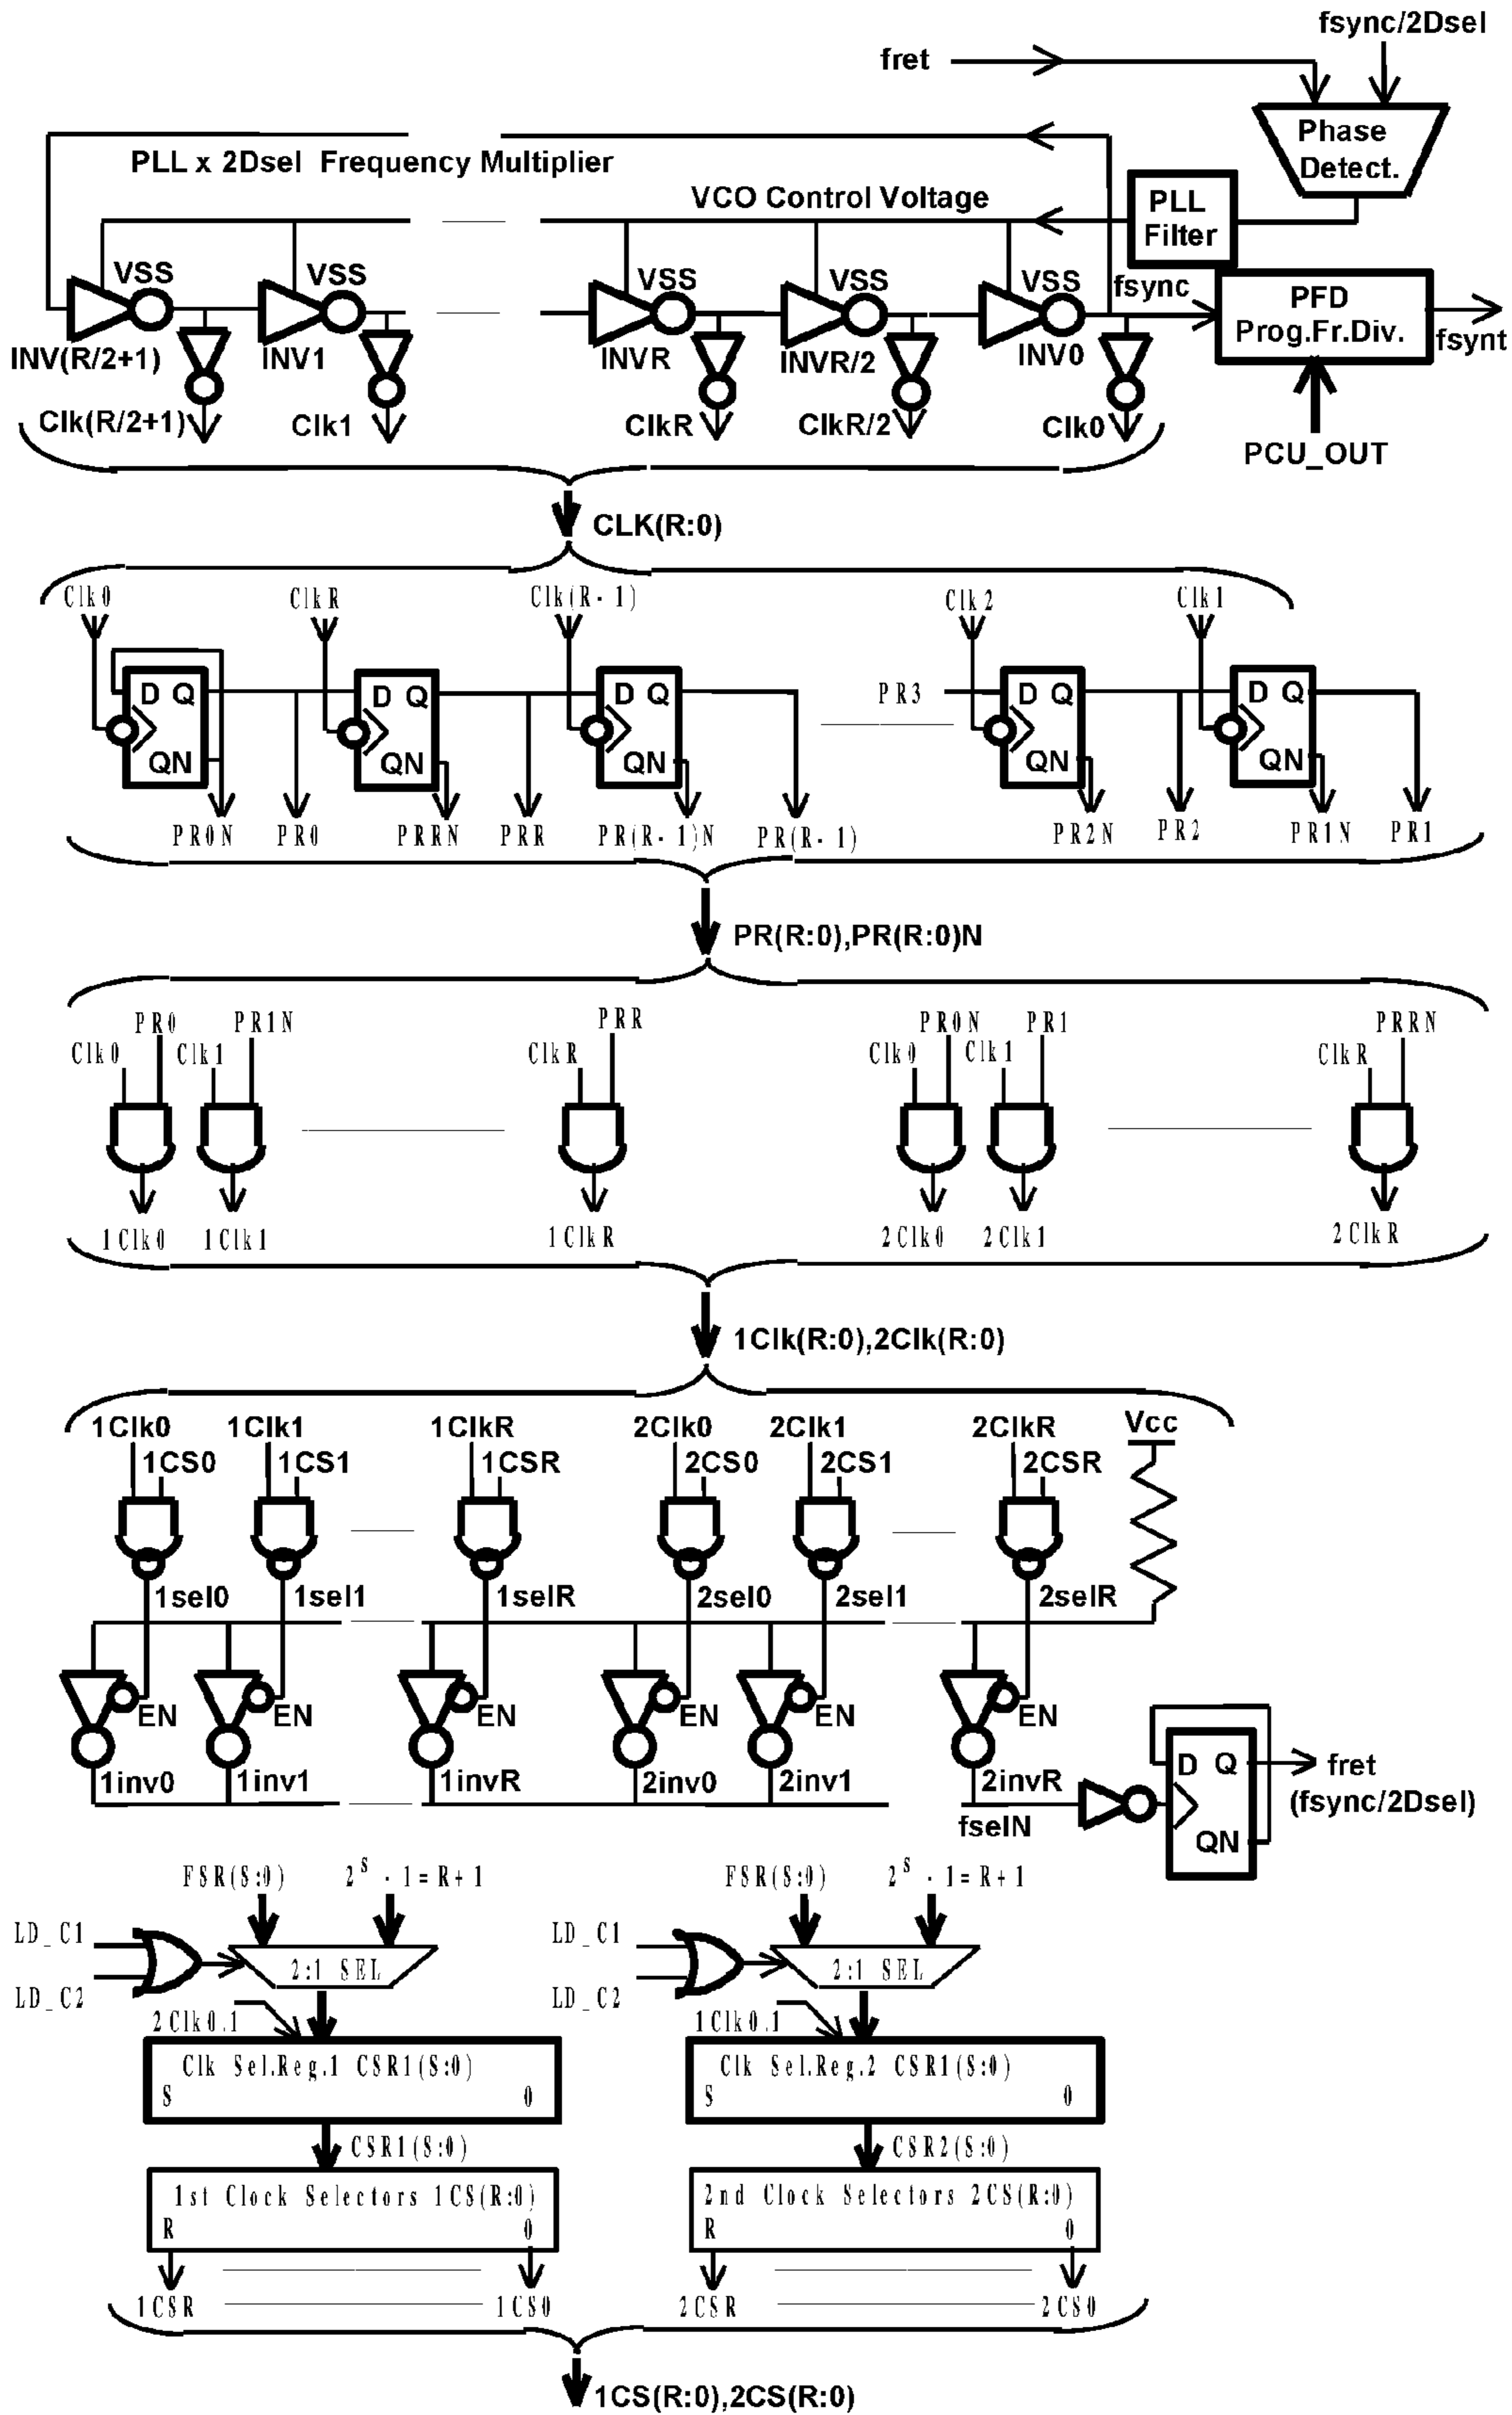 fsync/2Dsel
fret
Phase
Detect.
PLL x 2Dsel Frequency Multiplier
VCO Control Voltage
PLL
Filter
VSS VSS VSS VSS VSS
fsync
PFD
Prog.Fr.Div.
fsynt
INV(R/2+1) INV1 INVR INVR/2 INV0
Clk(R/2+1) Clk1 ClkR ClkR/2 Clk0
PCU_OUT
CLK(R:0)
Clk0 ClkR Clk(R-1) Clk2 Clk1
D Q D Q D Q PR3 D Q D Q
QN QN QN QN QN
PR0N PR0 PRRN PRR PR(R-1)N PR(R-1) PR2N PR2 PR1N PR1
PR(R:0),PR(R:0)N
PR0 PR1N PRR PR0N PR1 PRRN
Clk0 Clk1 ClkR Clk0 Clk1 ClkR
1Clk0 1Clk1 1ClkR 2Clk0 2Clk1 2ClkR
1Clk(R:0),2Clk(R:0)
1Clk0 1Clk1 1ClkR 2Clk0 2Clk1 2ClkR Vcc
1CS0 1CS1 1CSR 2CS0 2CS1 2CSR
1sel0 1sel1 1selR 2sel0 2sel1 2selR
EN EN EN EN EN EN
1inv0 1inv1 1invR 2inv0 2inv1 2invR
D Q
QN
fret
(fsync/2Dsel)
fselN
FSR(S:0) 2S - 1=R+1 FSR(S:0) 2S - 1=R+1
LD_C1 LD_C1
2:1 SEL 2:1 SEL
LD_C2 LD_C2
2Clk0.1 1Clk0.1
Clk Sel.Reg.1 CSR1(S:0) Clk Sel.Reg.2 CSR1(S:0)
S 0 S 0
CSR1(S:0) CSR2(S:0)
1st Clock Selectors 1CS(R:0) 2nd Clock Selectors 2CS(R:0)
R 0 R 0
1CSR 1CS0 2CSR 2CS0
1CS(R:0),2CS(R:0)